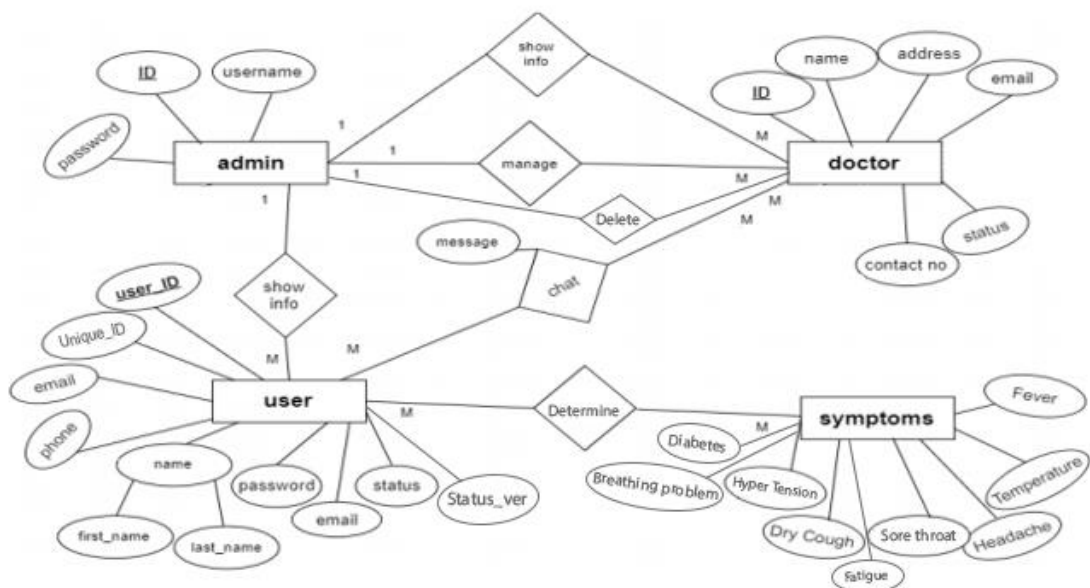 show
info
ID
username
password
admin
1
1
1
1
manage
Delete
M
M
M
M
name
address
ID
email
doctor
contact no
status
message
chat
show
info
M
M
user_ID
Unique_ID
email
phone
user
name
first_name
last_name
password
email
status
Status_ver
M
Determine
M
symptoms
Fever
Temperature
Headache
Sore throat
Fatigue
Dry Cough
Hyper Tension
Breathing problem
Diabetes